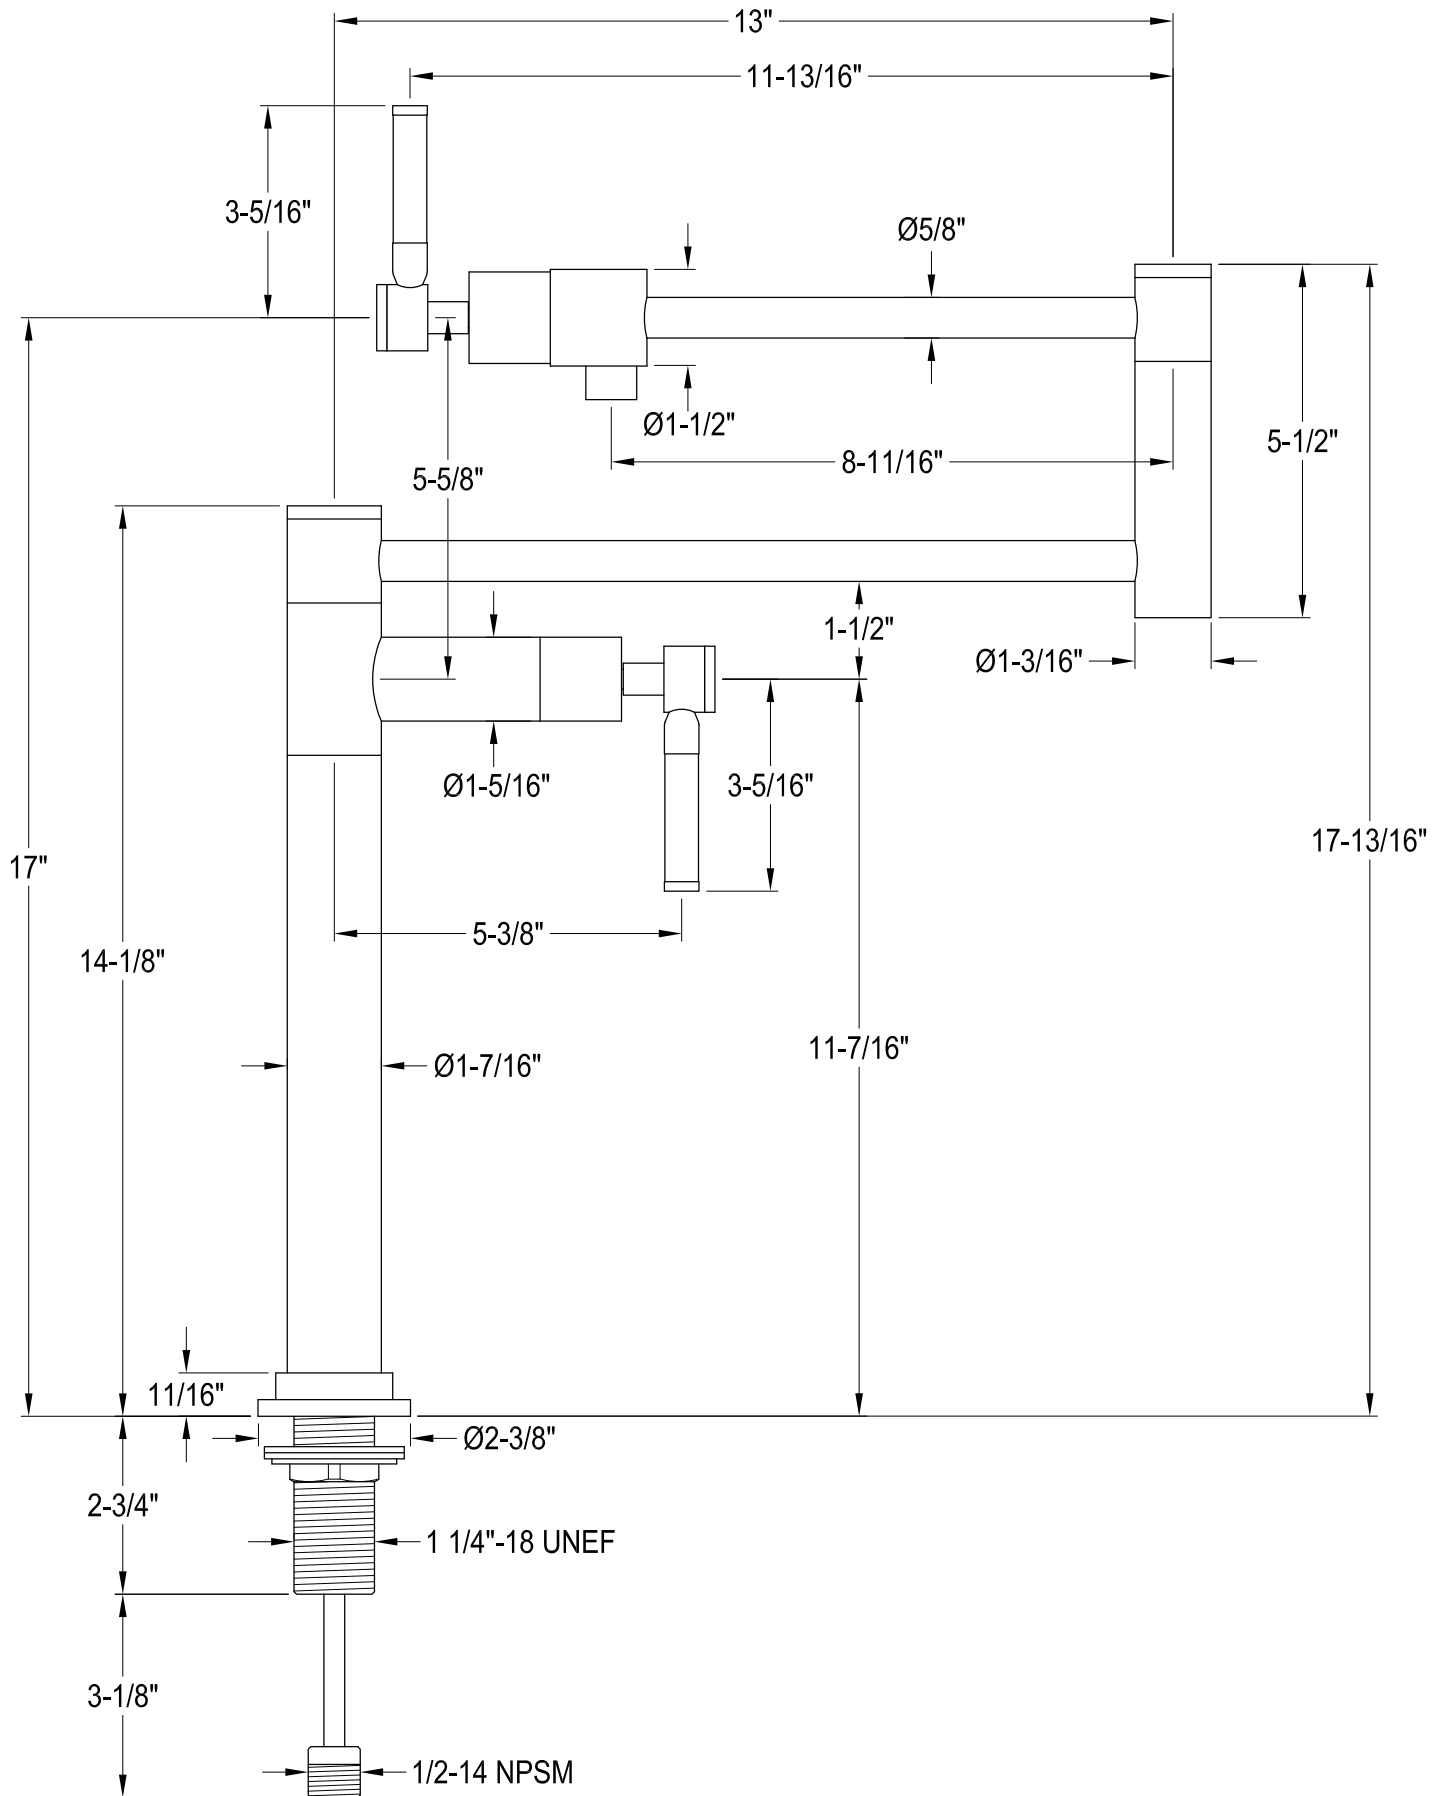 13"
11-13/16"
3-5/16"
Ø5/8"
Ø1-1/2"
5-1/2"
8-11/16"
5-5/8"
1-1/2"
Ø1-3/16"
Ø1-5/16"
3-5/16"
17-13/16"
17"
5-3/8"
14-1/8"
11-7/16"
Ø1-7/16"
11/16"
Ø2-3/8"
2-3/4"
1 1/4"-18 UNEF
3-1/8"
1/2-14 NPSM